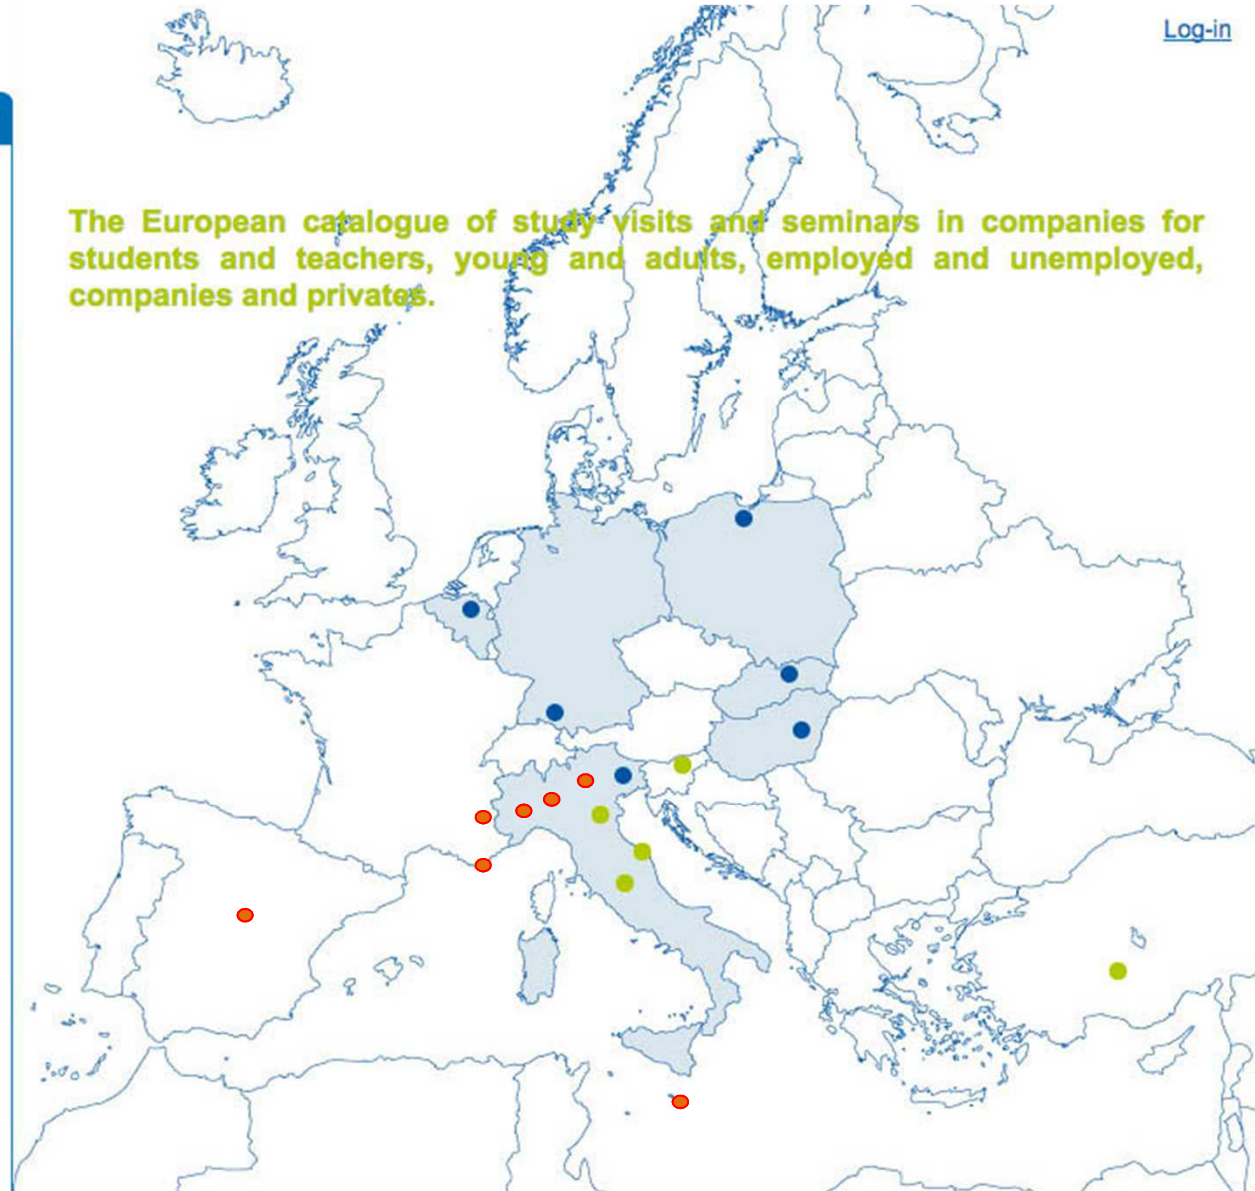 Log-in
The European catalogue of study visits and seminars in companies for
students and teachers, young and adults, employed and unemployed,
companies and privates.